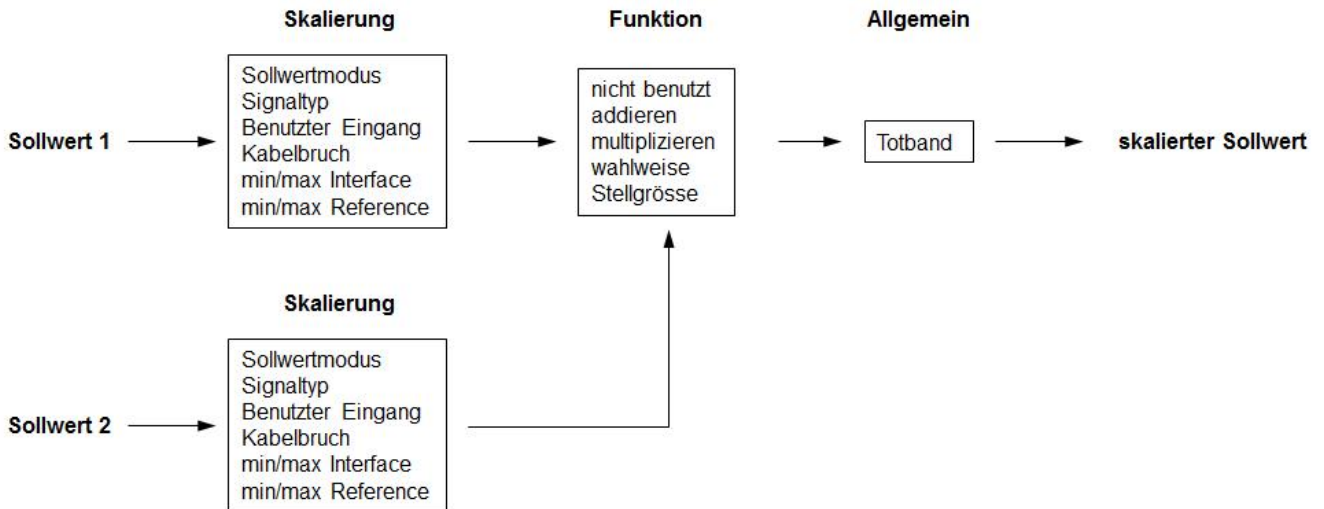 Skalierung
Funktion
Allgemein
Sollwert 1
Sollwertmodus
Signaltyp
Benutzter Eingang
Kabelbruch
min/max Interface
min/max Reference
nicht benutzt
addieren
multiplizieren
wahlweise
Stellgrösse
Totband
skalierter Sollwert
Skalierung
Sollwert 2
Sollwertmodus
Signaltyp
Benutzter Eingang
Kabelbruch
min/max Interface
min/max Reference